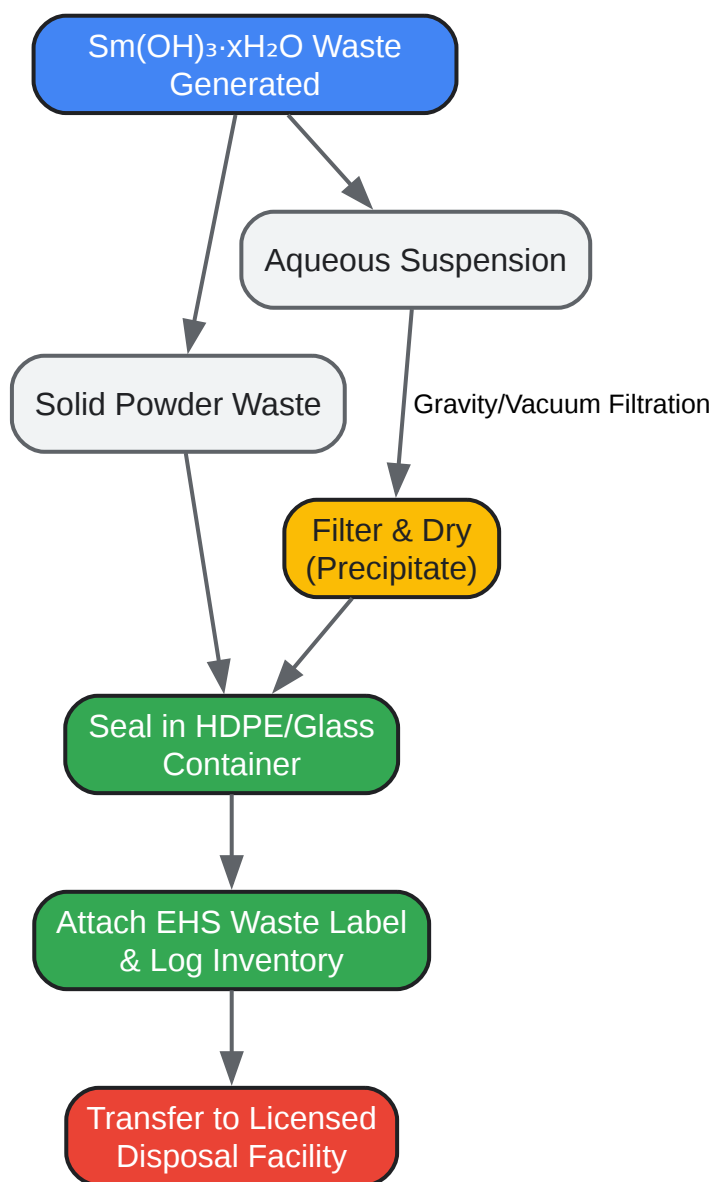 Sm(OH)₃·xH₂O Waste
Generated
Aqueous Suspension
Solid Powder Waste
Gravity/Vacuum Filtration
Filter & Dry
(Precipitate)
Seal in HDPE/Glass
Container
Attach EHS Waste Label
& Log Inventory
Transfer to Licensed
Disposal Facility